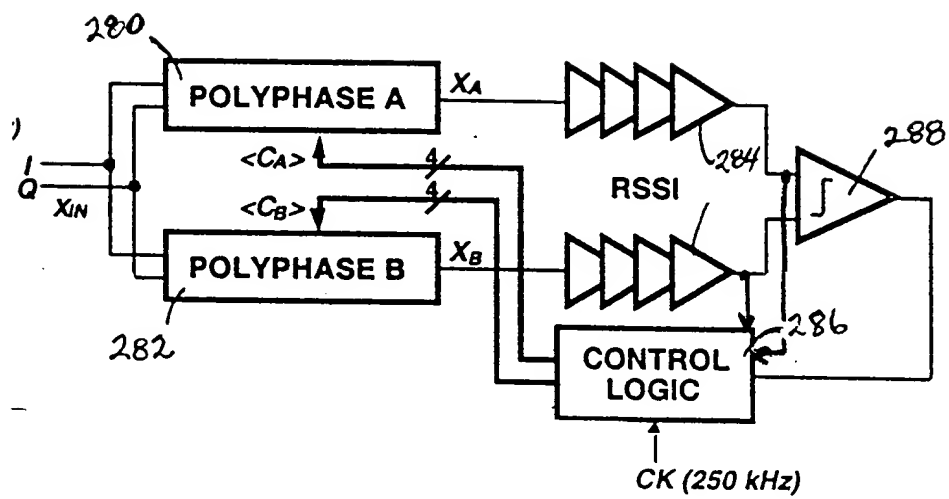 280
POLYPHASE A
XA
)
I
Q
XIN
<CA>
4
<CB>
4
284
RSSI
288
POLYPHASE B
XB
282
286
CONTROL
LOGIC
CK (250 kHz)